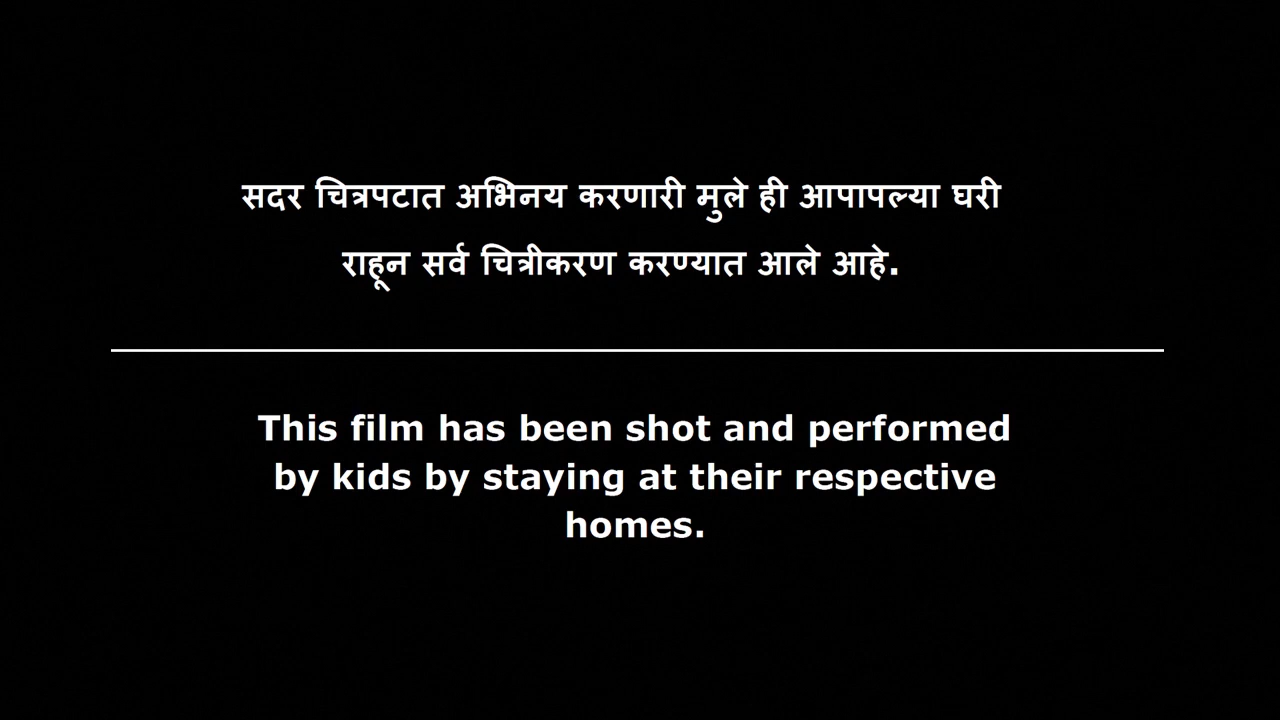 सदर चित्रपटात अभिनय करणारी मुले ही आपापल्या घरी
राहून सर्व चित्रीकरण करण्यात आले आहे.
This film has been shot and performed
by kids by staying at their respective
homes.